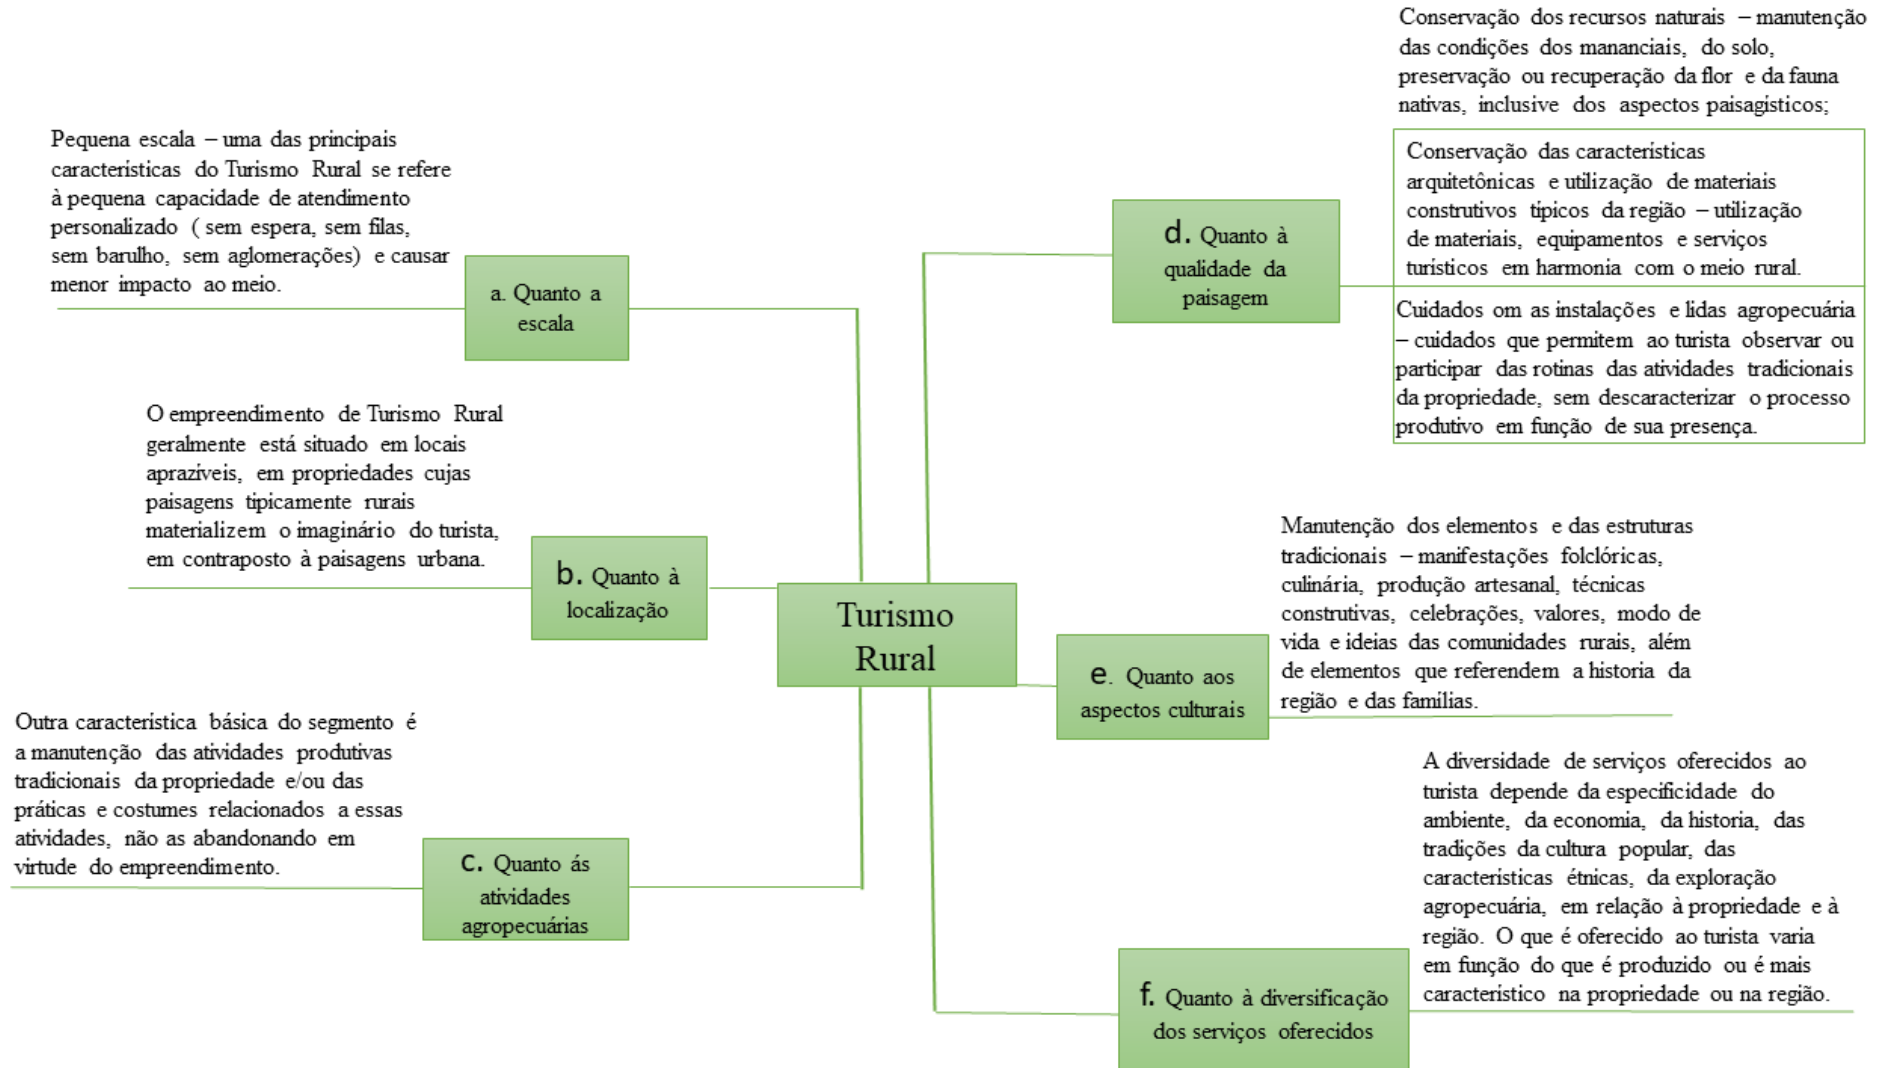 Pequena escala – uma das principais
características do Turismo Rural se refere
à pequena capacidade de atendimento
personalizado ( sem espera, sem filas,
sem barulho, sem aglomerações) e causar
menor impacto ao meio.
a. Quanto a
escala
O empreendimento de Turismo Rural
geralmente está situado em locais
aprazíveis, em propriedades cujas
paisagens tipicamente rurais
materializem o imaginário do turista,
em contraposto à paisagens urbana.
b. Quanto à
localização
Outra característica básica do segmento é
a manutenção das atividades produtivas
tradicionais da propriedade e/ou das
práticas e costumes relacionados a essas
atividades, não as abandonando em
virtude do empreendimento.
c. Quanto ás
atividades
agropecuárias
Turismo
Rural
Conservação dos recursos naturais – manutenção
das condições dos mananciais, do solo,
preservação ou recuperação da flor e da fauna
nativas, inclusive dos aspectos paisagísticos;
Conservação das características
arquitetônicas e utilização de materiais
construtivos típicos da região – utilização
de materiais, equipamentos e serviços
turísticos em harmonia com o meio rural.
Cuidados om as instalações e lidas agropecuária
– cuidados que permitem ao turista observar ou
participar das rotinas das atividades tradicionais
da propriedade, sem descaracterizar o processo
produtivo em função de sua presença.
d. Quanto à
qualidade da
paisagem
Manutenção dos elementos e das estruturas
tradicionais – manifestações folclóricas,
culinária, produção artesanal, técnicas
construtivas, celebrações, valores, modo de
vida e ideias das comunidades rurais, além
de elementos que referendem a historia da
região e das famílias.
e. Quanto aos
aspectos culturais
A diversidade de serviços oferecidos ao
turista depende da especificidade do
ambiente, da economia, da historia, das
tradições da cultura popular, das
características étnicas, da exploração
agropecuária, em relação à propriedade e à
região. O que é oferecido ao turista varia
em função do que é produzido ou é mais
característico na propriedade ou na região.
f. Quanto à diversificação
dos serviços oferecidos